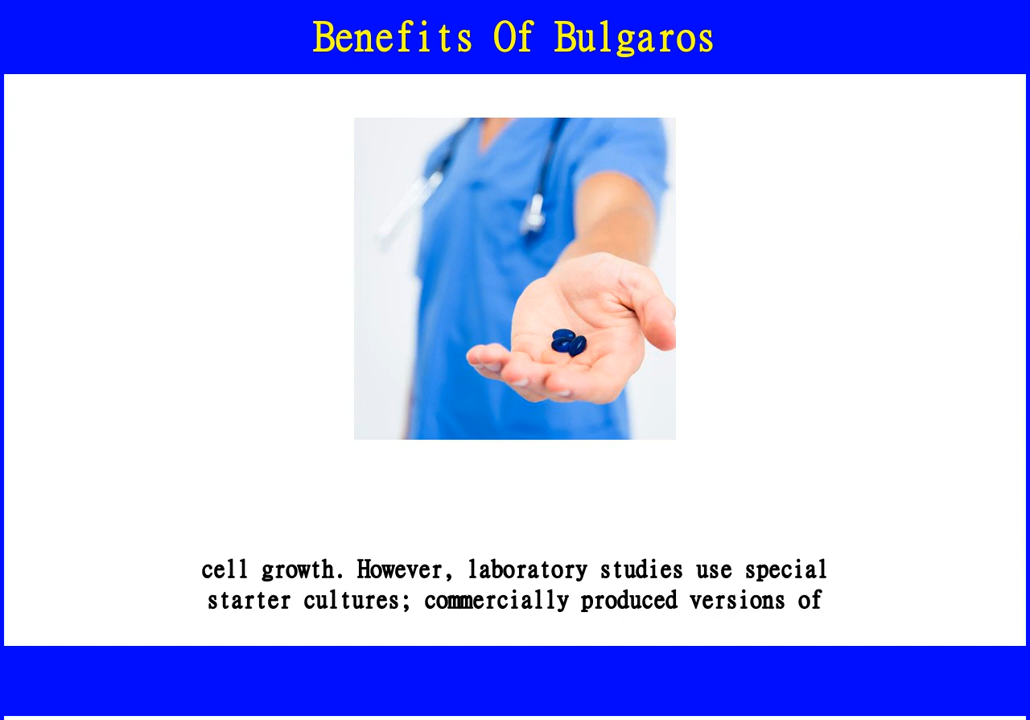 Benefits Of Bulgaros
cell growth. However, laboratory studies use special
starter cultures; commercially produced versions of